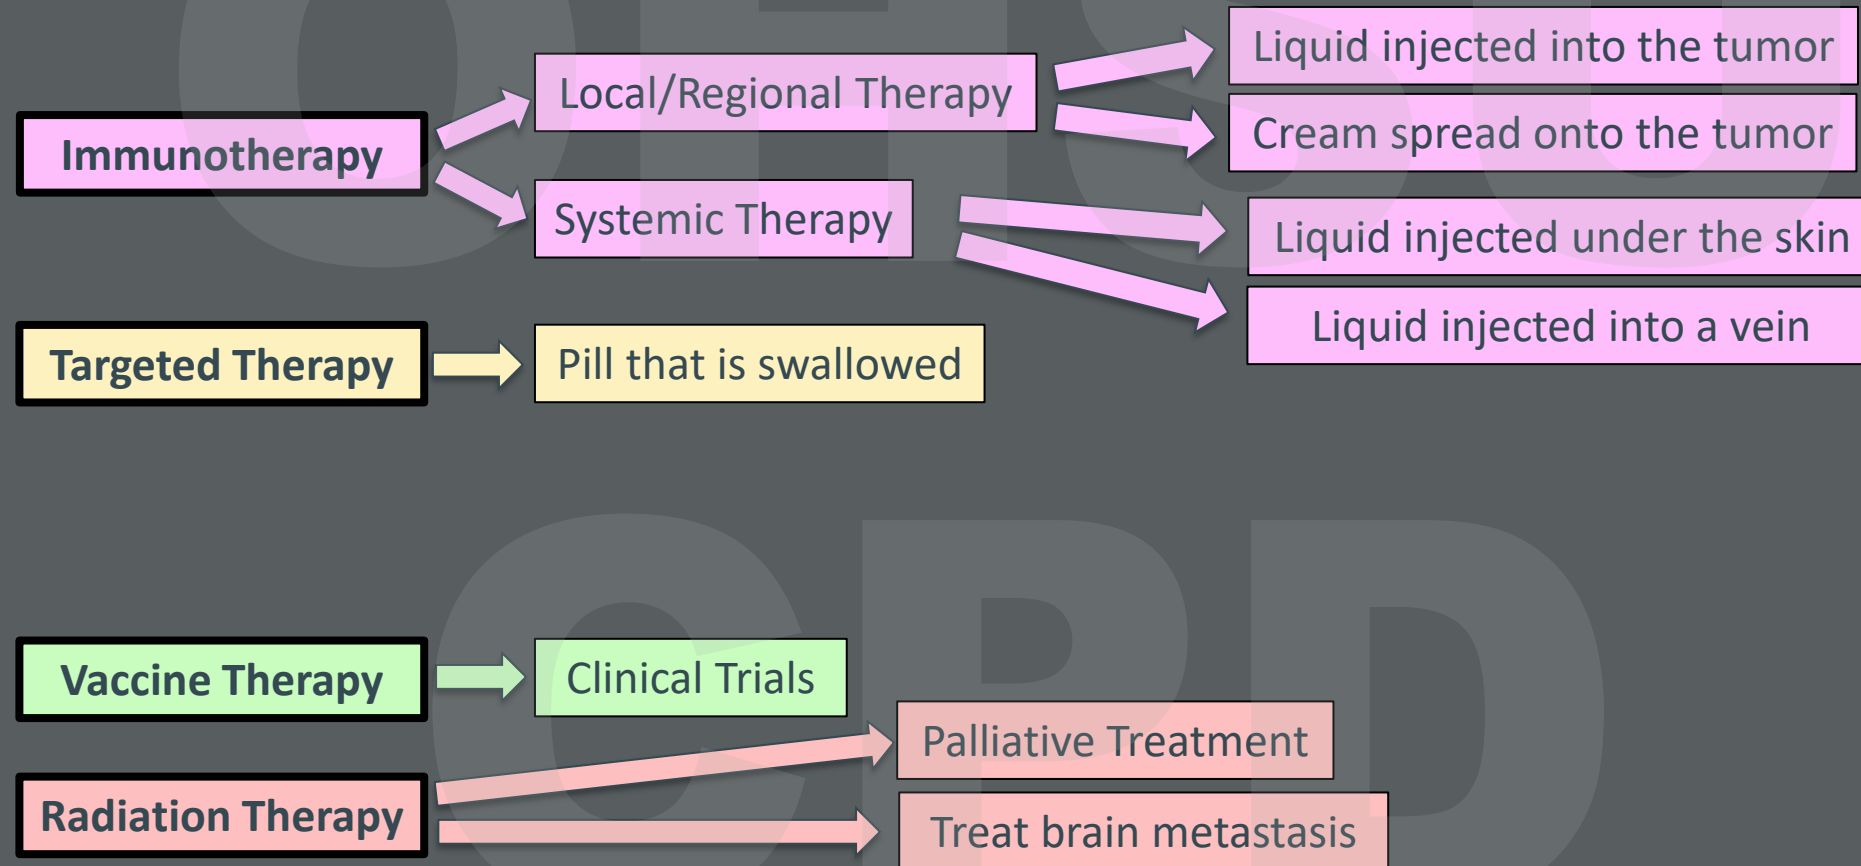 OHSU
Liquid injected into the tumor
Local/Regional Therapy
Cream spread onto the tumor
Immunotherapy
Systemic Therapy
Liquid injected under the skin
Liquid injected into a vein
Targeted Therapy
Pill that is swallowed
CPD
Vaccine Therapy
Clinical Trials
Palliative Treatment
Radiation Therapy
Treat brain metastasis